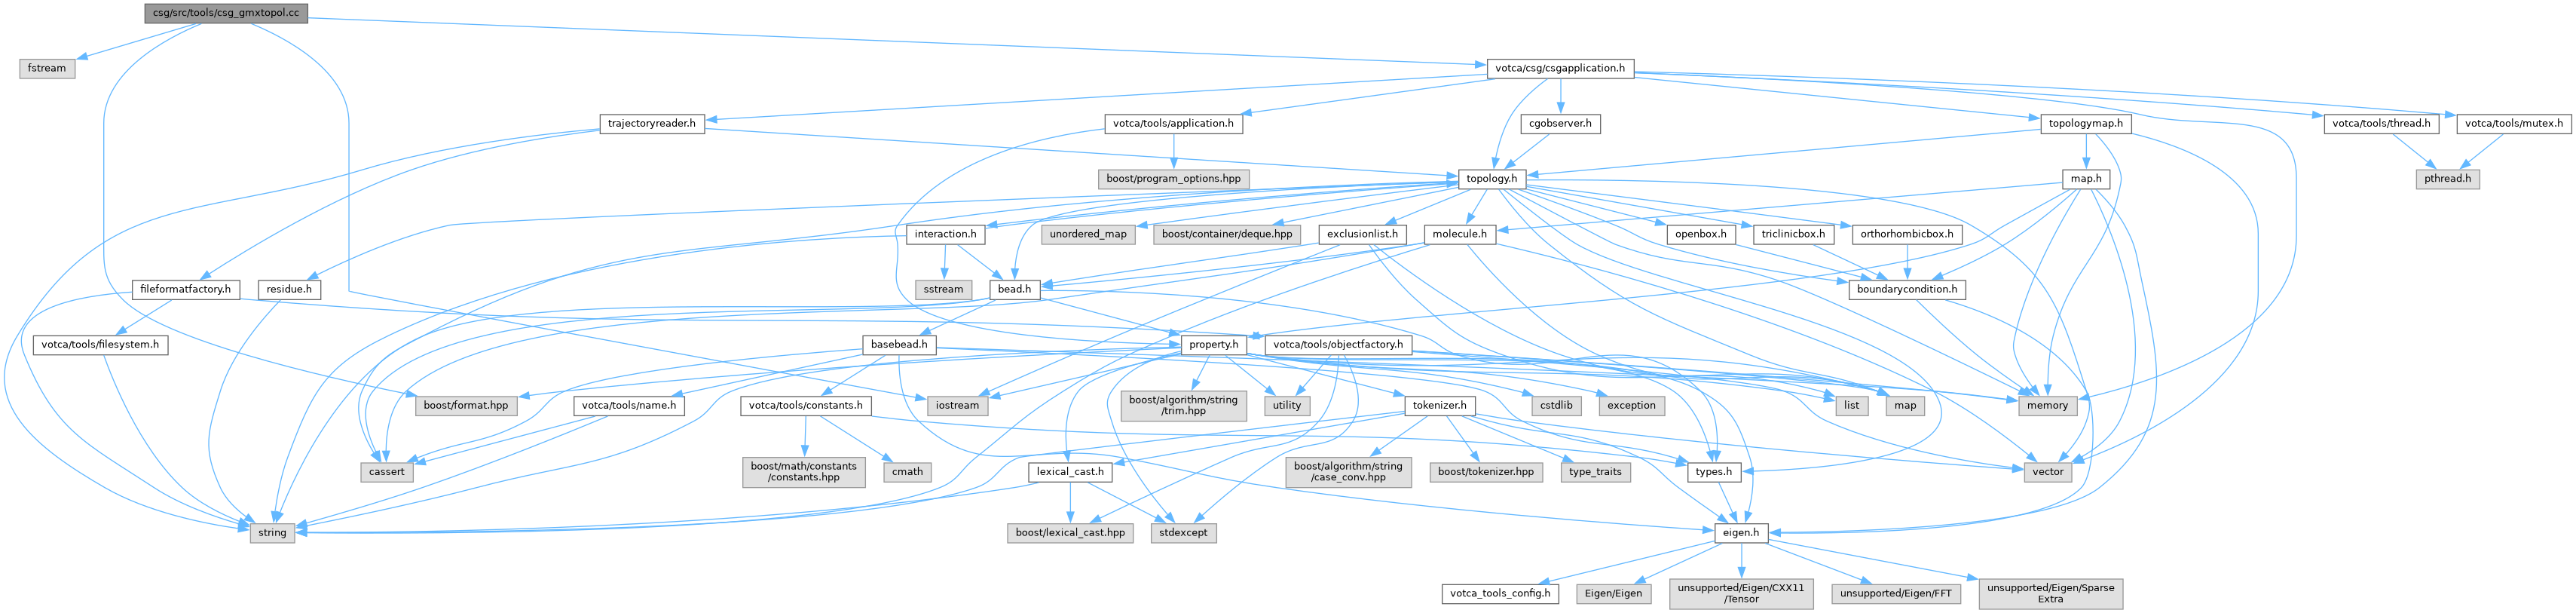 csg/src/tools/csg_gmxtopol.cc
fstream
votca/csg/csgapplication.h
trajectoryreader.h
votca/tools/application.h
cgobserver.h
topologymap.h
votca/tools/thread.h
votca/tools/mutex.h
boost/program_options.hpp
topology.h
map.h
pthread.h
interaction.h
unordered_map
boost/container/deque.hpp
exclusionlist.h
molecule.h
openbox.h
triclinicbox.h
orthorhombicbox.h
fileformatfactory.h
residue.h
sstream
bead.h
boundarycondition.h
votca/tools/filesystem.h
basebead.h
property.h
votca/tools/objectfactory.h
boost/format.hpp
votca/tools/name.h
votca/tools/constants.h
iostream
boost/algorithm/string
/trim.hpp
utility
tokenizer.h
cstdlib
exception
list
map
memory
cassert
boost/math/constants
/constants.hpp
cmath
lexical_cast.h
boost/algorithm/string
/case_conv.hpp
boost/tokenizer.hpp
type_traits
types.h
vector
string
boost/lexical_cast.hpp
stdexcept
eigen.h
votca_tools_config.h
Eigen/Eigen
unsupported/Eigen/CXX11
/Tensor
unsupported/Eigen/FFT
unsupported/Eigen/Sparse
Extra